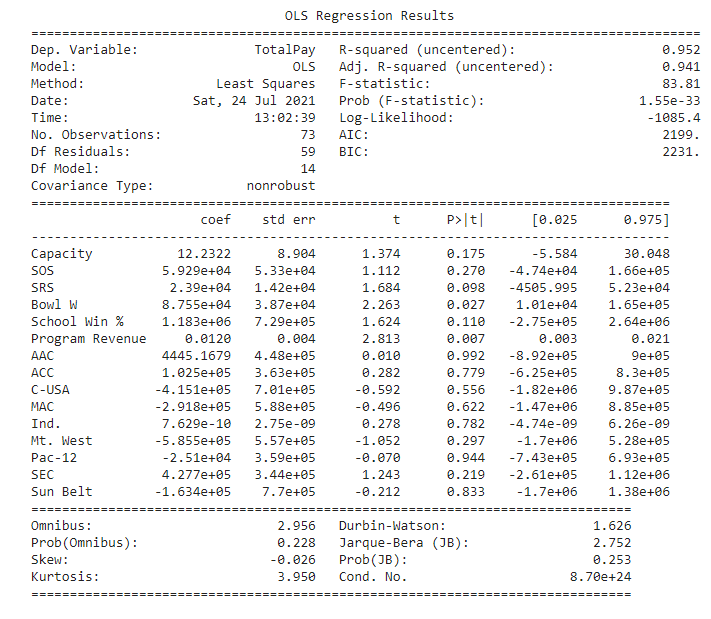 OLS Regression Results
==============================================================================
Dep. Variable: TotalPay R-squared (uncentered): 0.952
Model: OLS Adj. R-squared (uncentered): 0.941
Method: Least Squares F-statistic: 83.81
Date: Sat, 24 Jul 2021 Prob (F-statistic): 1.55e-33
Time: 13:02:39 Log-Likelihood: -1085.4
No. Observations: 73 AIC: 2199.
Df Residuals: 59 BIC: 2231.
Df Model: 14
Covariance Type: nonrobust
==============================================================================
coef std err t P>|t| [0.025 0.975]
------------------------------------------------------------------------------
Capacity 12.2322 8.904 1.374 0.175 -5.584 30.048
SOS 5.929e+04 5.33e+04 1.112 0.270 -4.74e+04 1.66e+05
SRS 2.39e+04 1.42e+04 1.684 0.098 -4505.995 5.23e+04
Bowl W 8.755e+04 3.87e+04 2.263 0.027 1.01e+04 1.65e+05
School Win % 1.183e+06 7.29e+05 1.624 0.110 -2.75e+05 2.64e+06
Program Revenue 0.0120 0.004 2.813 0.007 0.003 0.021
AAC 4445.1679 4.48e+05 0.010 0.992 -8.92e+05 9e+05
ACC 1.025e+05 3.63e+05 0.282 0.779 -6.25e+05 8.3e+05
C-USA -4.151e+05 7.01e+05 -0.592 0.556 -1.82e+06 9.87e+05
MAC -2.918e+05 5.88e+05 -0.496 0.622 -1.47e+06 8.85e+05
Ind. 7.629e-10 2.75e-09 0.278 0.782 -4.74e-09 6.26e-09
Mt. West -5.855e+05 5.57e+05 -1.052 0.297 -1.7e+06 5.28e+05
Pac-12 -2.51e+04 3.59e+05 -0.070 0.944 -7.43e+05 6.93e+05
SEC 4.277e+05 3.44e+05 1.243 0.219 -2.61e+05 1.12e+06
Sun Belt -1.634e+05 7.7e+05 -0.212 0.833 -1.7e+06 1.38e+06
==============================================================================
Omnibus: 2.956 Durbin-Watson: 1.626
Prob(Omnibus): 0.228 Jarque-Bera (JB): 2.752
Skew: -0.026 Prob(JB): 0.253
Kurtosis: 3.950 Cond. No. 8.70e+24
==============================================================================